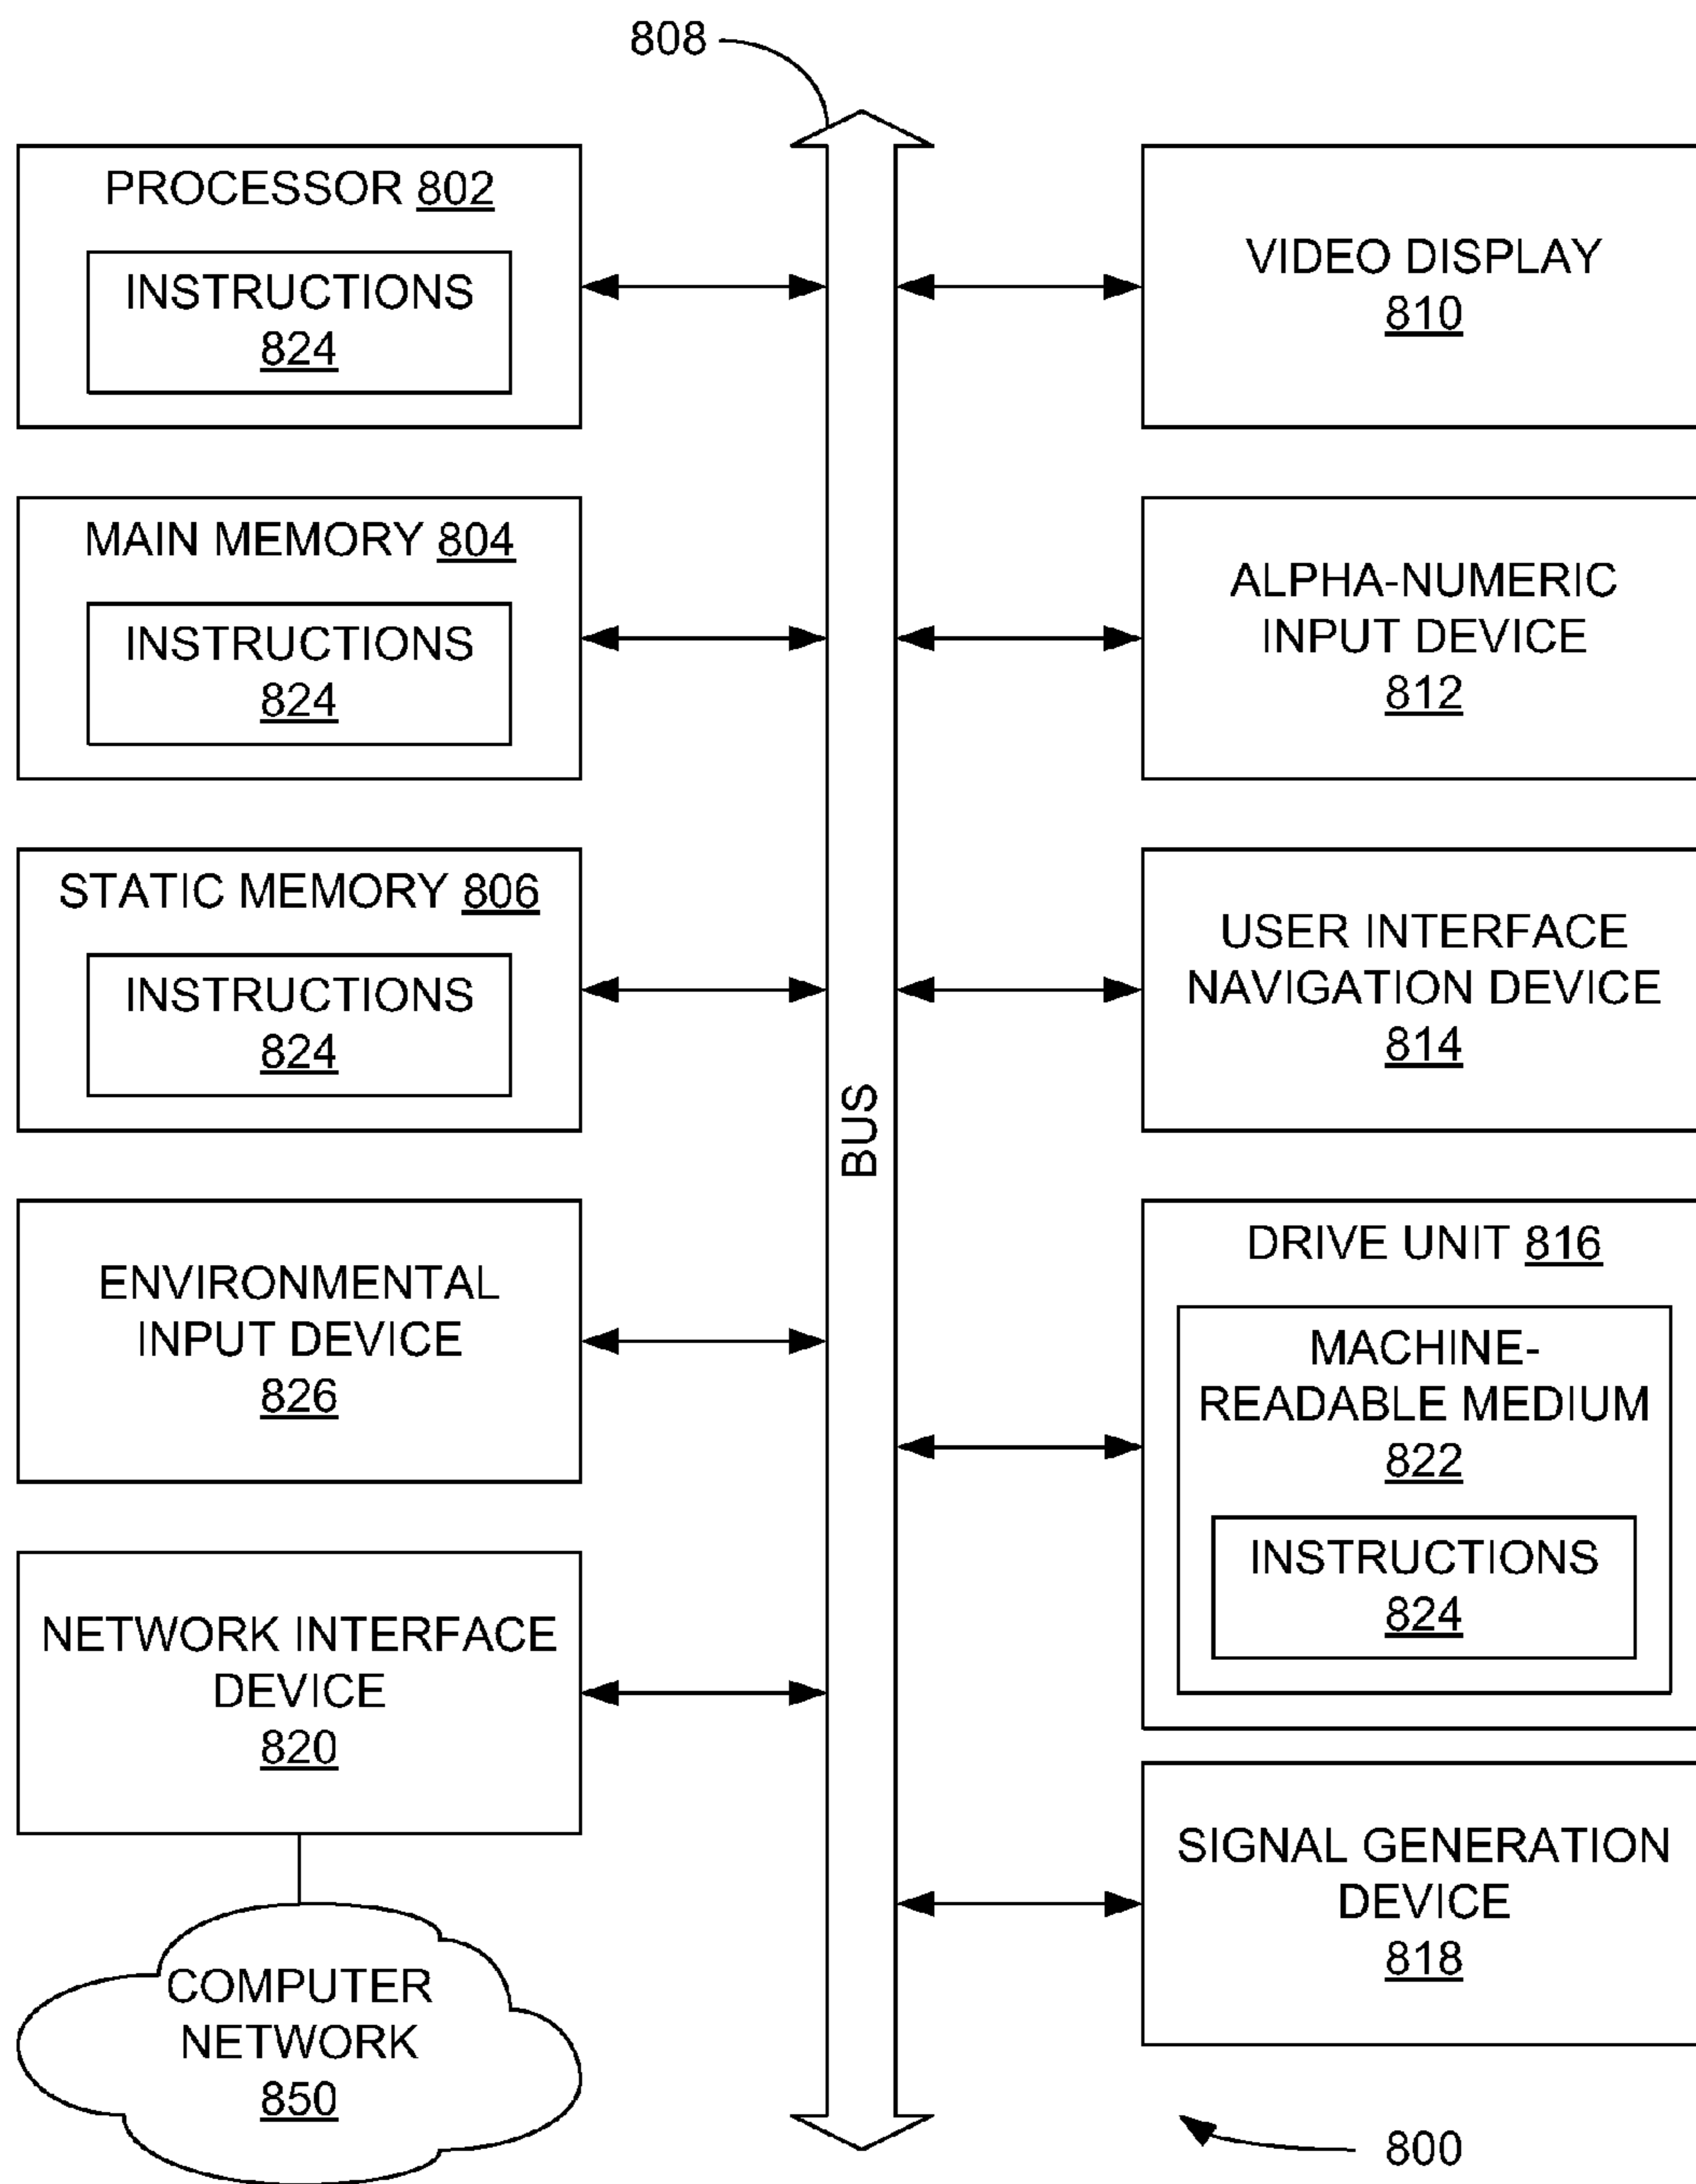 808
PROCESSOR 802
INSTRUCTIONS
824
MAIN MEMORY 804
INSTRUCTIONS
824
STATIC MEMORY 806
INSTRUCTIONS
824
ENVIRONMENTAL
INPUT DEVICE
826
NETWORK INTERFACE
DEVICE
820
COMPUTER
NETWORK
850
BUS
VIDEO DISPLAY
810
ALPHA-NUMERIC
INPUT DEVICE
812
USER INTERFACE
NAVIGATION DEVICE
814
DRIVE UNIT 816
MACHINE-
READABLE MEDIUM
822
INSTRUCTIONS
824
SIGNAL GENERATION
DEVICE
818
800